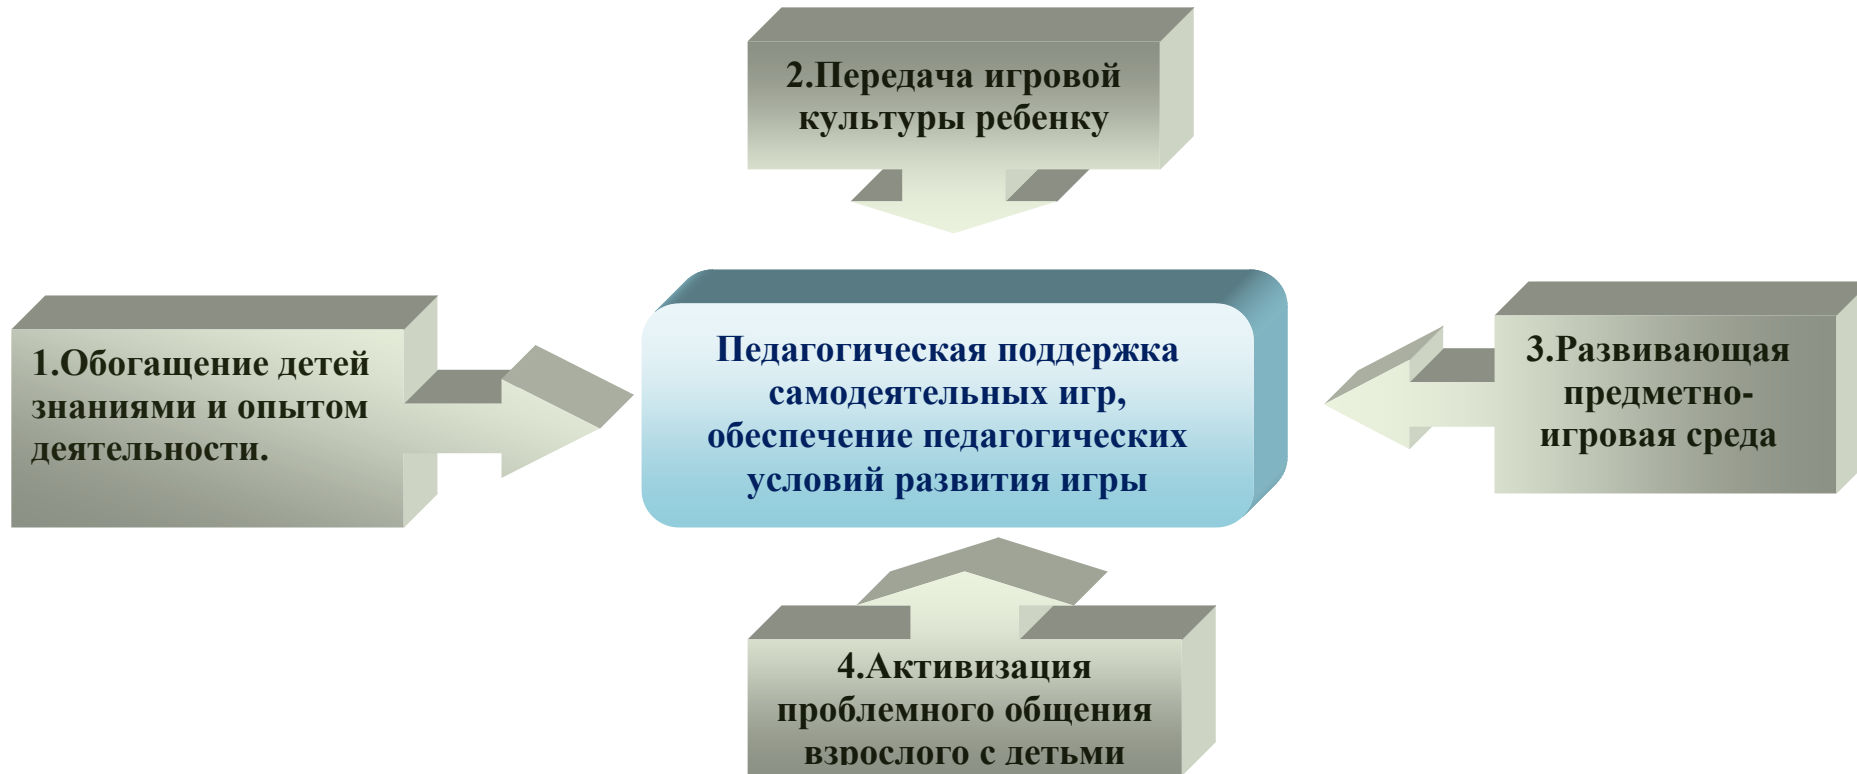 2.Передача игровой
культуры ребенку
1.Обогащение детей
знаниями и опытом
деятельности.
Педагогическая поддержка
самодеятельных игр,
обеспечение педагогических
условий развития игры
3.Развивающая
предметно-
игровая среда
4.Активизация
проблемного общения
взрослого с детьми